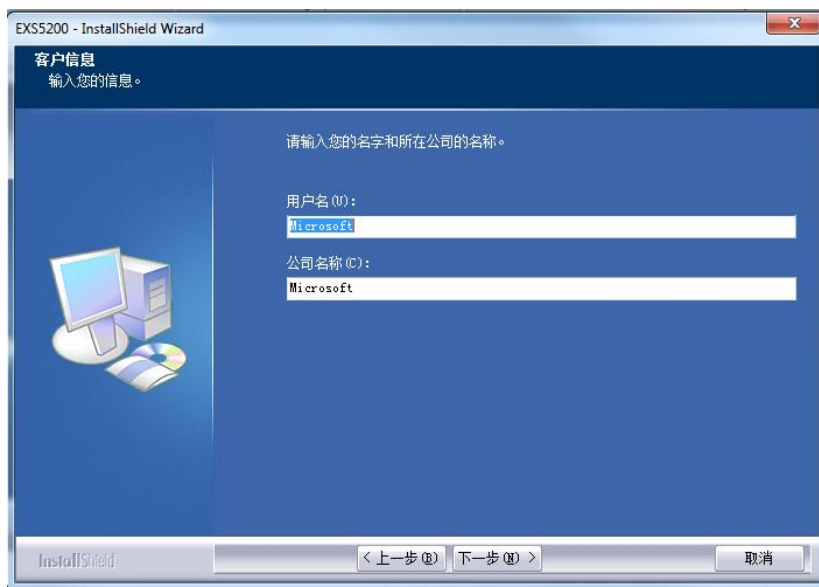 EXS5200 - InstallShield Wizard
客户信息
输入您的信息。
请输入您的名字和所在公司的名称。
用户名(U):
Microsoft
公司名称(C):
Microsoft
InstallShield
< 上一步(B) 下一步(N) > 取消